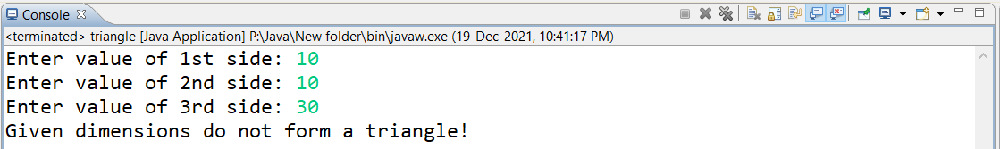 Console
<terminated> triangle [Java Application] P:\Java\New folder\bin\javaw.exe (19-Dec-2021, 10:41:17 PM)
Enter value of 1st side: 10
Enter value of 2nd side: 10
Enter value of 3rd side: 30
Given dimensions do not form a triangle!